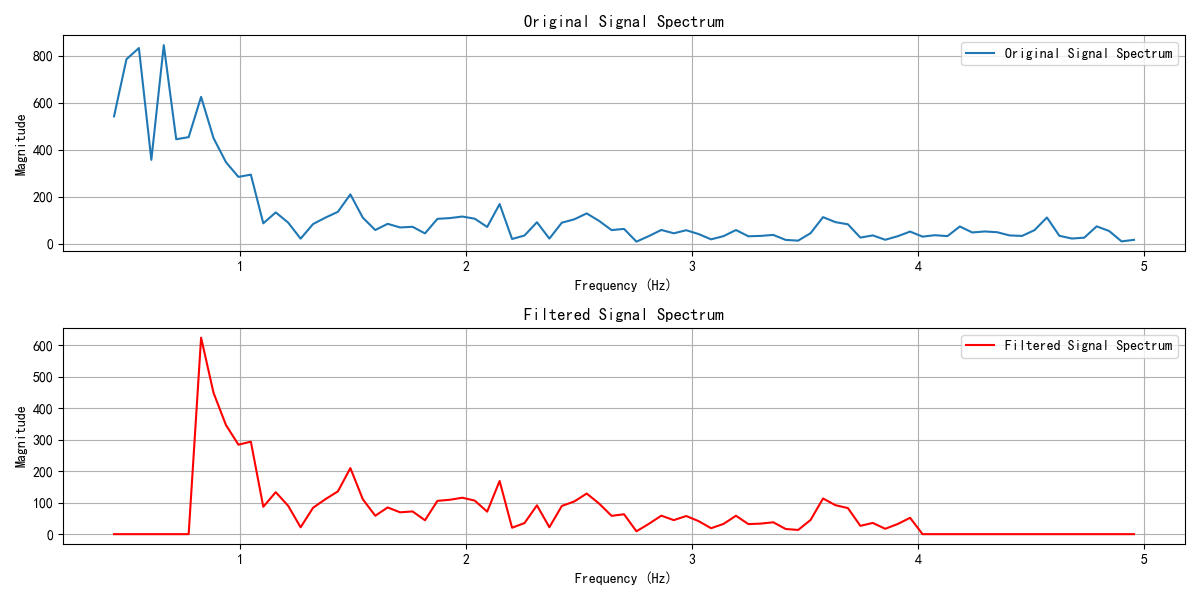 Original Signal Spectrum
Original Signal Spectrum
Magnitude
800
600
400
200
0
1 2 3 4 5
Frequency (Hz)
Filtered Signal Spectrum
Filtered Signal Spectrum
Magnitude
600
500
400
300
200
100
0
1 2 3 4 5
Frequency (Hz)